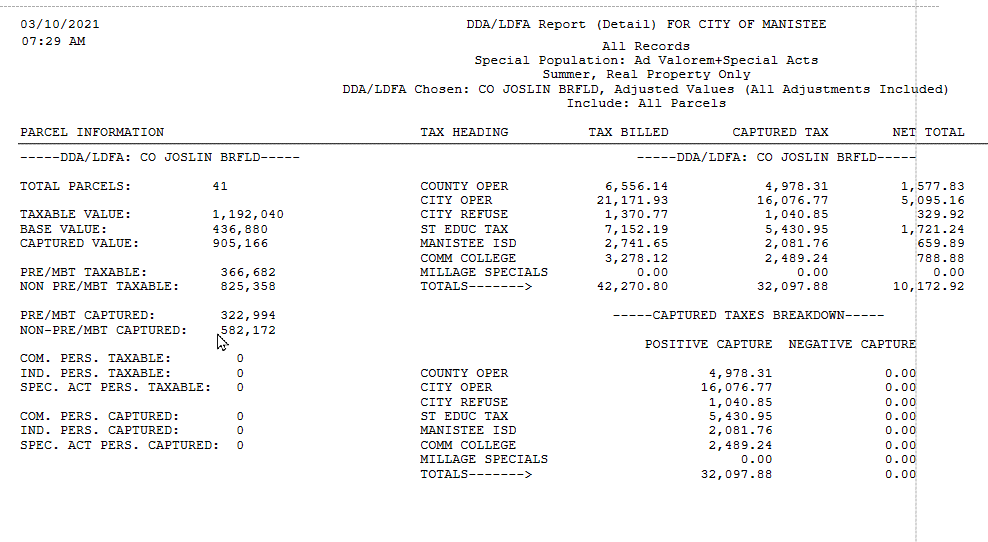 03/10/2021 DDA/LDFA Report (Detail) FOR CITY OF MANISTEE
07:29 AM
All Records
Special Population: Ad Valorem+Special Acts
Summer, Real Property Only
DDA/LDFA Chosen: CO JOSLIN BRFLD, Adjusted Values (All Adjustments Included)
Include: All Parcels
PARCEL INFORMATION TAX HEADING TAX BILLED CAPTURED TAX NET TOTAL
-----DDA/LDFA: CO JOSLIN BRFLD----- -----DDA/LDFA: CO JOSLIN BRFLD-----
TOTAL PARCELS: 41 COUNTY OPER 6,556.14 4,978.31 1,577.83
CITY OPER 21,171.93 16,076.77 5,095.16
TAXABLE VALUE: 1,192,040 CITY REFUSE 1,370.77 1,040.85 329.92
BASE VALUE: 436,880 ST EDUC TAX 7,152.19 5,430.95 1,721.24
CAPTURED VALUE: 905,166 MANISTEE ISD 2,741.65 2,081.76 659.89
COMM COLLEGE 3,278.12 2,489.24 788.88
PRE/MBT TAXABLE: 366,682 MILLAGE SPECIALS 0.00 0.00 0.00
NON PRE/MBT TAXABLE: 825,358 TOTALS-------> 42,270.80 32,097.88 10,172.92
PRE/MBT CAPTURED: 322,994 -----CAPTURED TAXES BREAKDOWN-----
NON-PRE/MBT CAPTURED: 582,172
POSITIVE CAPTURE NEGATIVE CAPTURE
COM. PERS. TAXABLE: 0
IND. PERS. TAXABLE: 0 COUNTY OPER 4,978.31 0.00
SPEC. ACT PERS. TAXABLE: 0 CITY OPER 16,076.77 0.00
CITY REFUSE 1,040.85 0.00
COM. PERS. CAPTURED: 0 ST EDUC TAX 5,430.95 0.00
IND. PERS. CAPTURED: 0 MANISTEE ISD 2,081.76 0.00
SPEC. ACT PERS. CAPTURED: 0 COMM COLLEGE 2,489.24 0.00
MILLAGE SPECIALS 0.00 0.00
TOTALS-------> 32,097.88 0.00